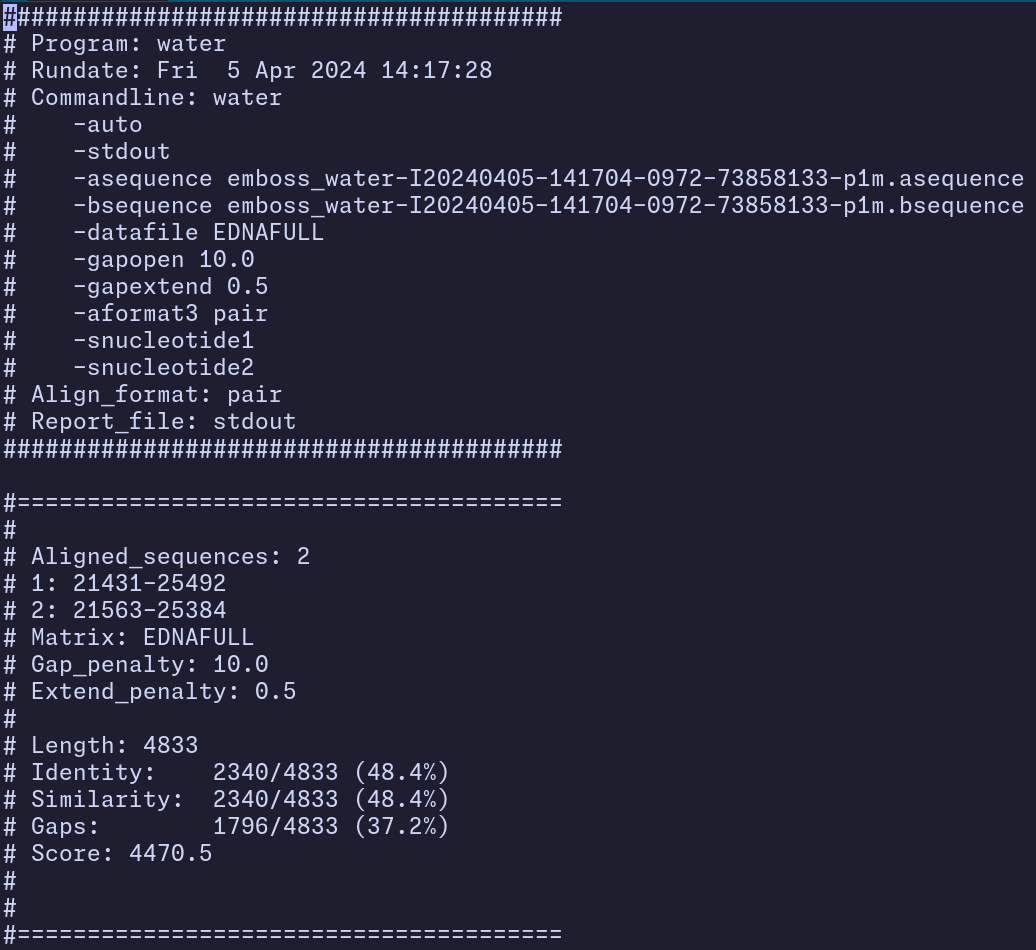 ########################################
# Program: water
# Rundate: Fri  5 Apr 2024 14:17:28
# Commandline: water
#    -auto
#    -stdout
#    -asequence emboss_water-I20240405-141704-0972-73858133-p1m.asequence
#    -bsequence emboss_water-I20240405-141704-0972-73858133-p1m.bsequence
#    -datafile EDNAFULL
#    -gapopen 10.0
#    -gapextend 0.5
#    -aformat3 pair
#    -snucleotide1
#    -snucleotide2
# Align_format: pair
# Report_file: stdout
########################################

#=======================================
#
# Aligned_sequences: 2
# 1: 21431-25492
# 2: 21563-25384
# Matrix: EDNAFULL
# Gap_penalty: 10.0
# Extend_penalty: 0.5
#
# Length: 4833
# Identity:    2340/4833 (48.4%)
# Similarity:  2340/4833 (48.4%)
# Gaps:        1796/4833 (37.2%)
# Score: 4470.5
#
#
#=======================================